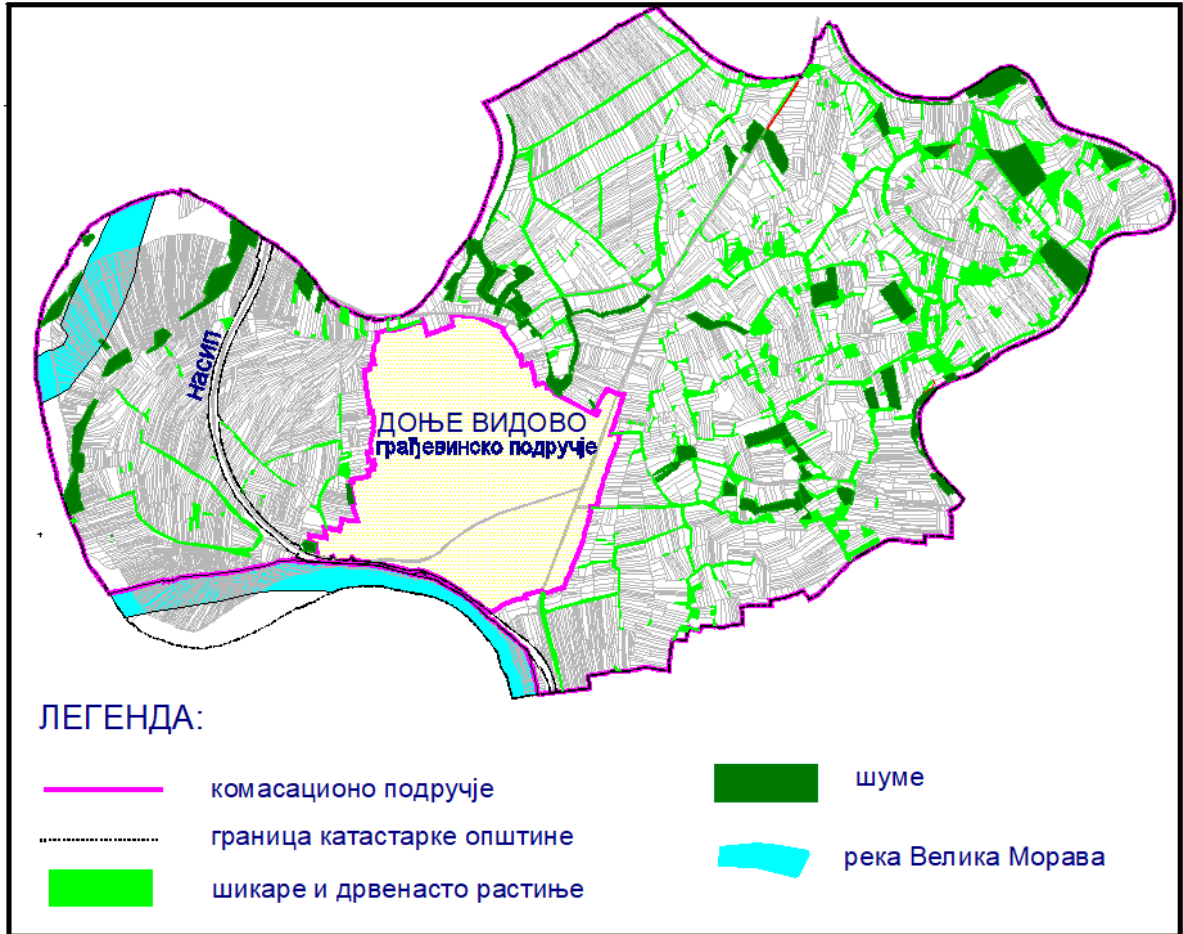 НАСИП
ДОЊЕ ВИДОВО
грађевинско подручје
ЛЕГЕНДА:
комасационо подручје
граница катастарке општине
шикаре и дрвенасто растиње
шуме
река Велика Морава